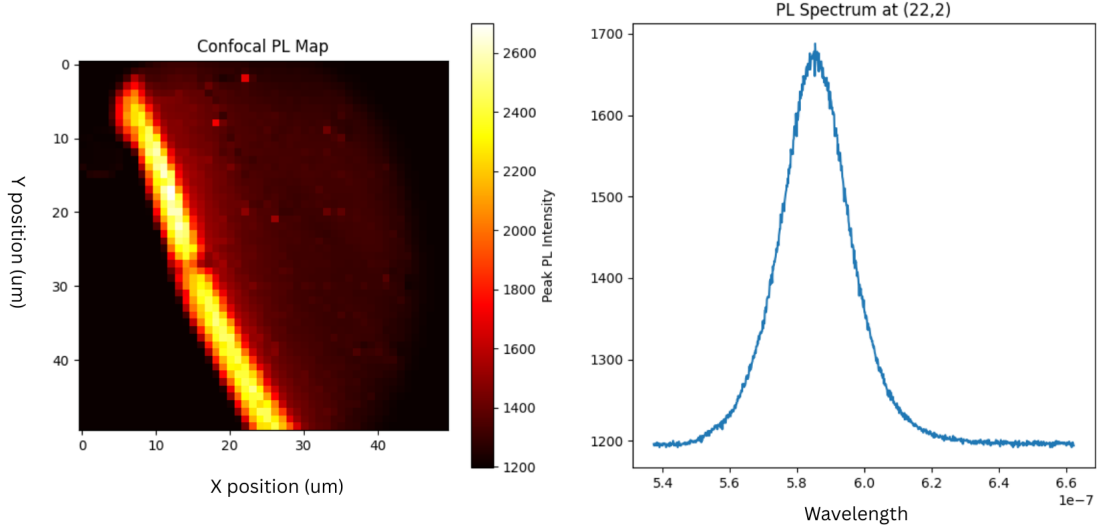 Confocal PL Map
0
10
20
30
40
0 10 20 30 40
Y position (um)
X position (um)
2600
2400
2200
2000
1800
1600
1400
1200
Peak PL Intensity
PL Spectrum at (22,2)
1700
1600
1500
1400
1300
1200
5.4 5.6 5.8 6.0 6.2 6.4 6.6
1e−7
Wavelength